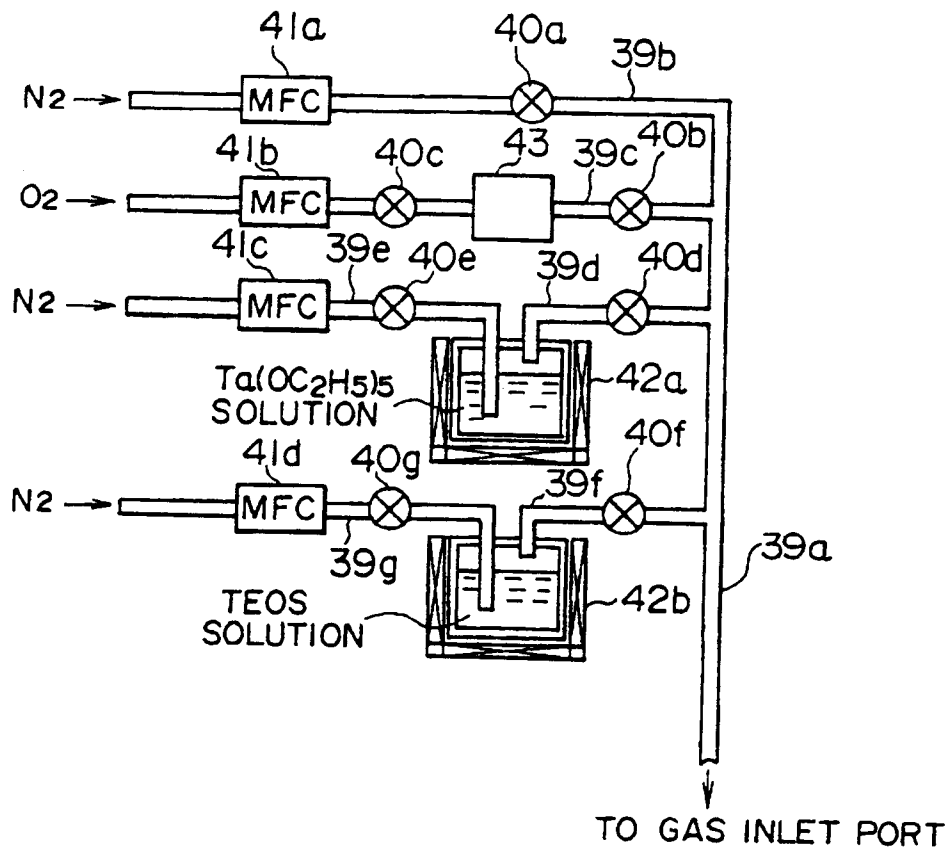 41a
40a
39b
N2
MFC
41b
40c
43
39c
40b
O2
MFC
41c
39e
40e
39d
40d
N2
MFC
Ta(OC2H5)5
SOLUTION
42a
41d
40g
39f
40f
N2
MFC
39g
39a
TEOS
SOLUTION
42b
TO GAS INLET PORT